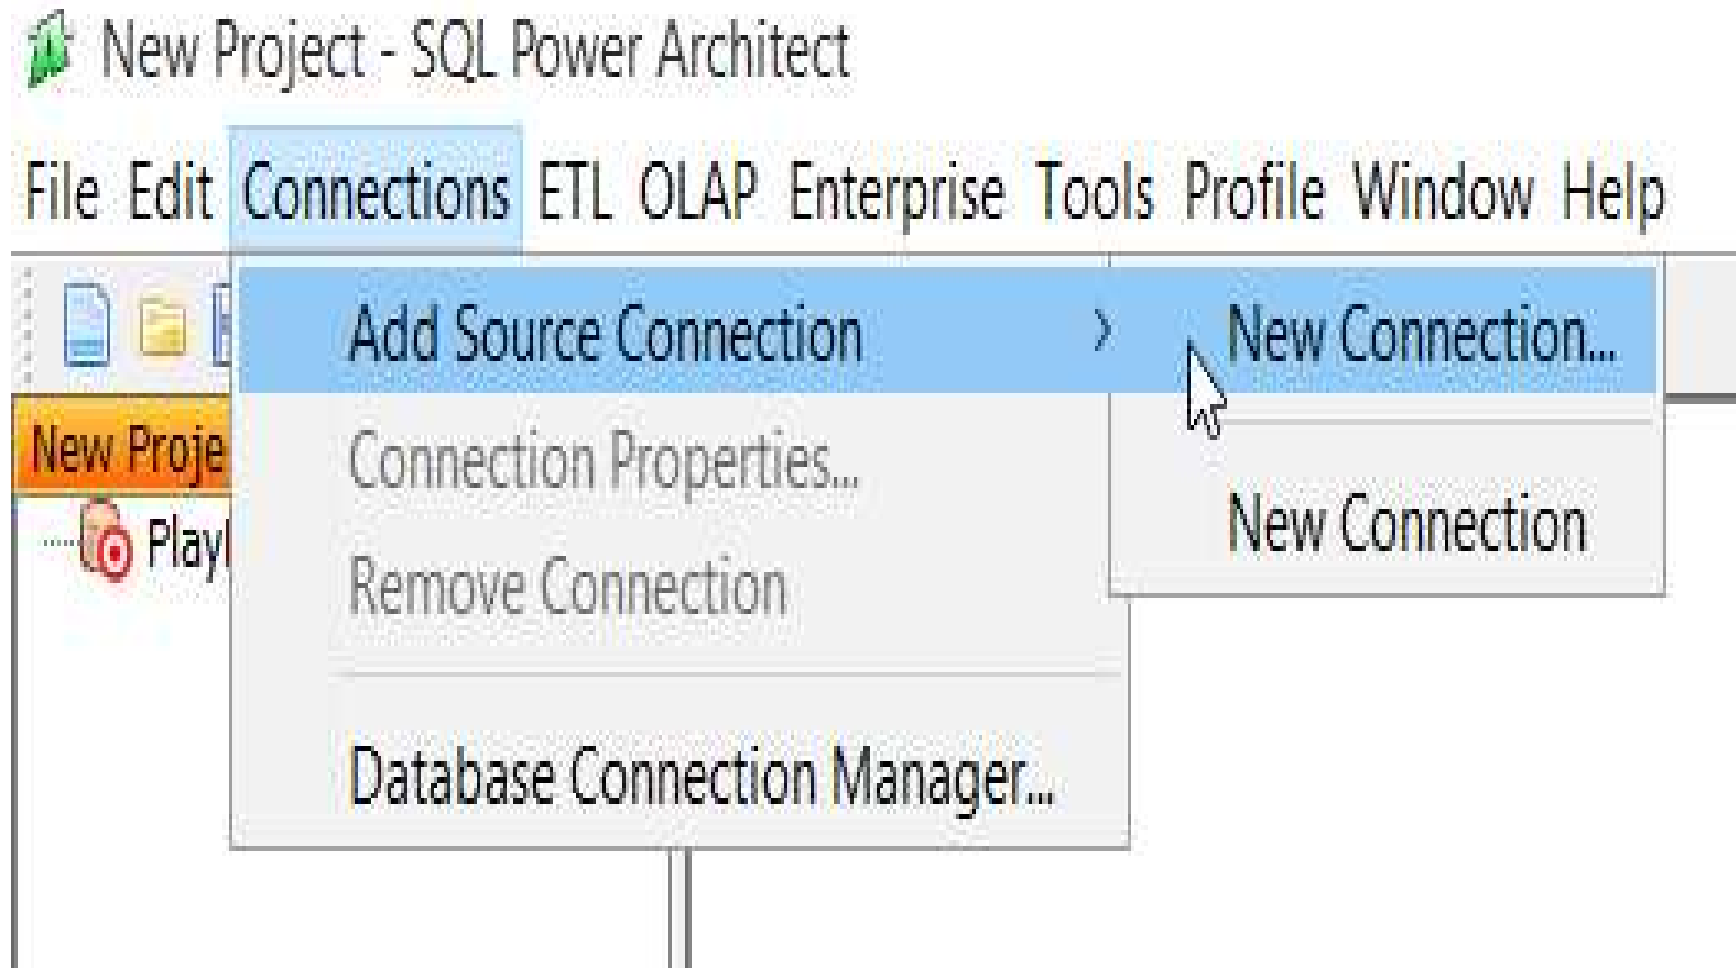 New Project - SQL Power Architect
File Edit Connections ETL OLAP Enterprise Tools Profile Window Help
Add Source Connection
New Connection...
New Proje
Connection Properties...
New Connection
Play
Remove Connection
Database Connection Manager...